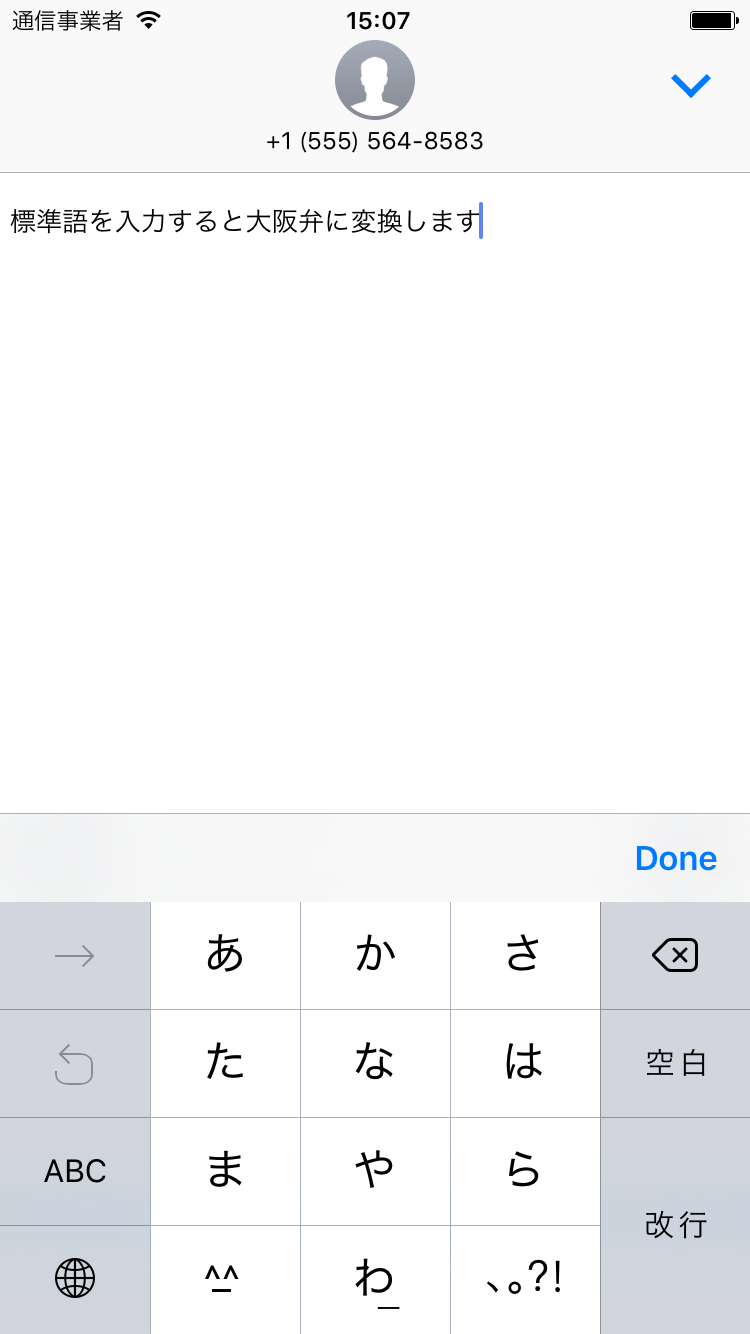 通信事業者
15:07
+1 (555) 564-8583
標準語を入力すると大阪弁に変換します
Done
→ あ か さ
た な は 空白
ABC ま や ら
改行
^^ わ_ 、。?!